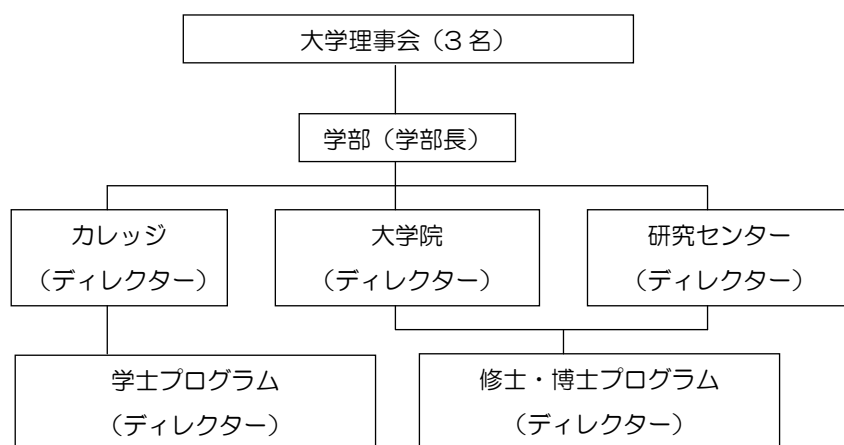 大学理事会（3 名）
学部（学部長）
カレッジ
（ディレクター）
大学院
（ディレクター）
研究センター
（ディレクター）
学士プログラム
（ディレクター）
修士・博士プログラム
（ディレクター）